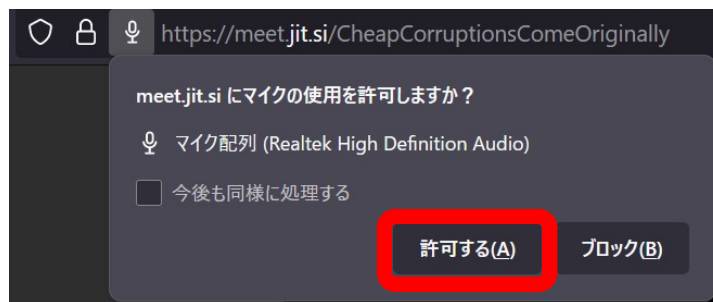 https://meet.jit.si/CheapCorruptionsComeOriginally
meet.jit.si にマイクの使用を許可しますか？
マイク配列 (Realtek High Definition Audio)
今後も同様に処理する
許可する(A) ブロック(B)